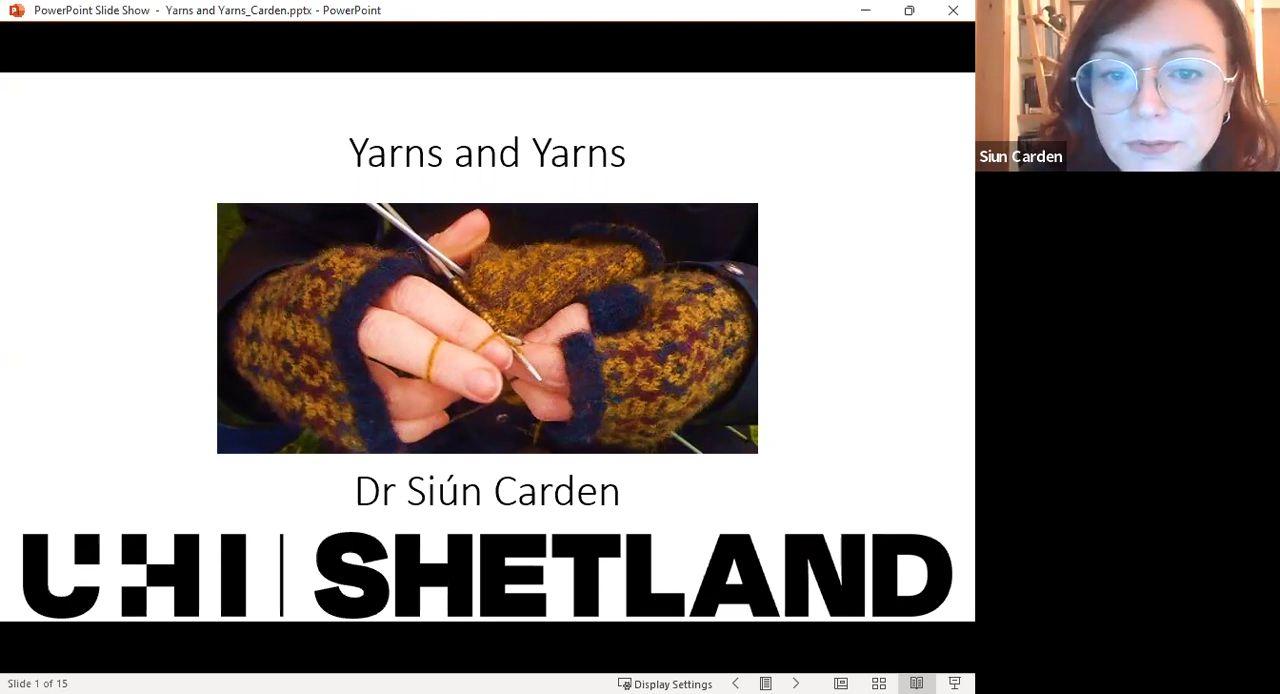 PowerPoint Slide Show - Yarns and Yarns_Carden.pptx - PowerPoint
Siun Carden
Yarns and Yarns
Dr Siún Carden
UHI | SHETLAND
Slide 1 of 15
Display Settings